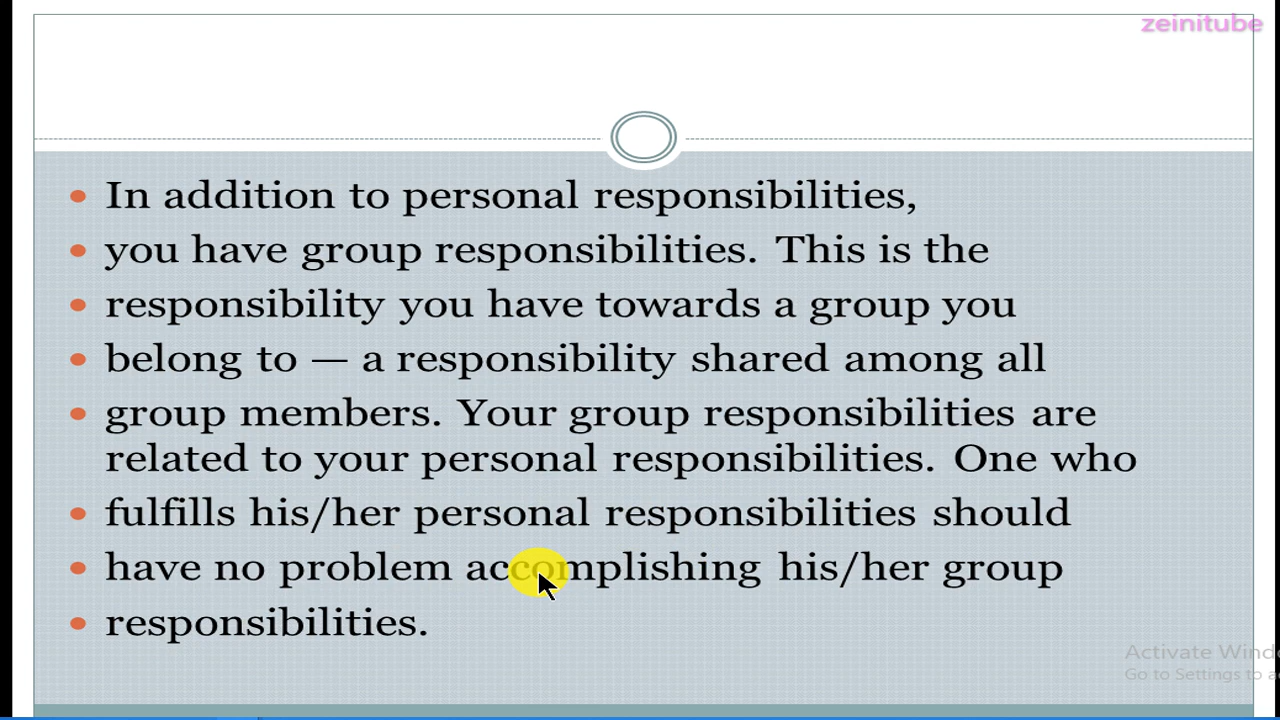 zeinitube
• In addition to personal responsibilities,
• you have group responsibilities. This is the
• responsibility you have towards a group you
• belong to — a responsibility shared among all
• group members. Your group responsibilities are
related to your personal responsibilities. One who
• fulfills his/her personal responsibilities should
• have no problem accomplishing his/her group
• responsibilities.
Activate Wind
Go to Settings to a